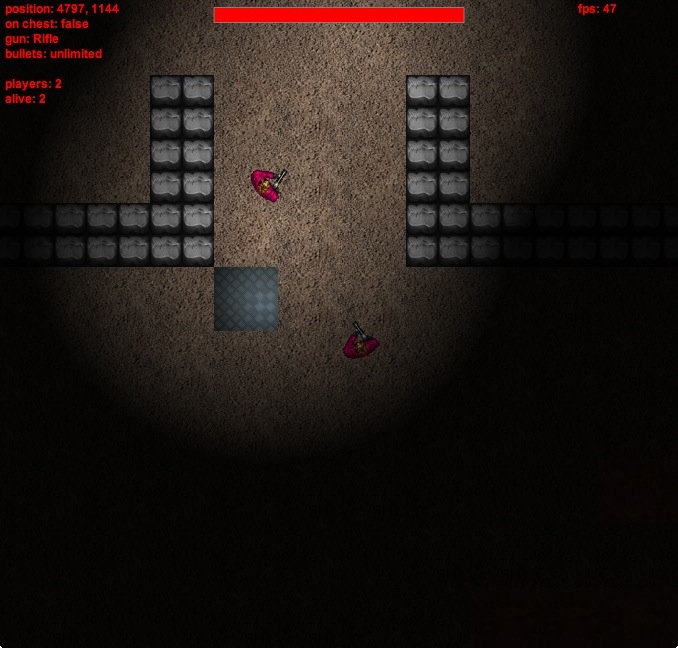 position: 4797, 1144
fps: 47
on chest: false
gun: Rifle
bullets: unlimited
players: 2
alive: 2